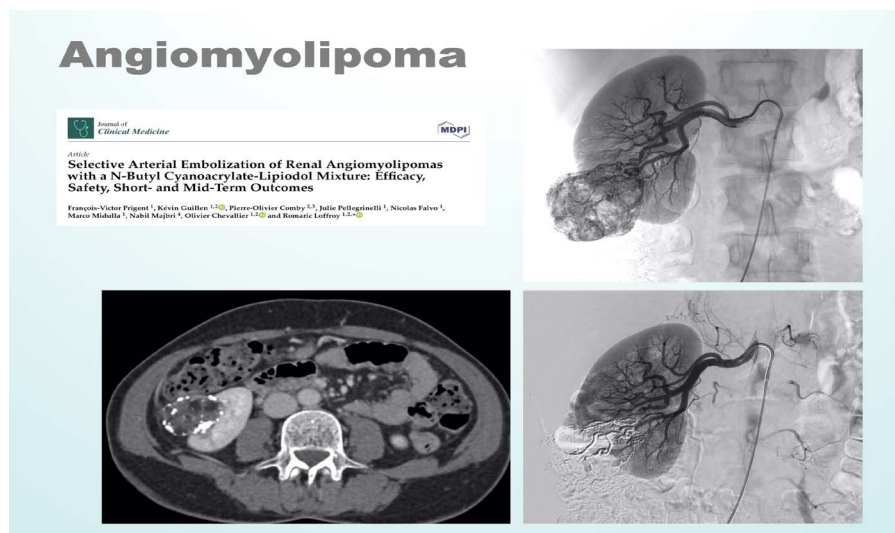 Angiomyolipoma
Journal of
Clinical Medicine
MDPI
Article
Selective Arterial Embolization of Renal Angiomyolipomas
with a N-Butyl Cyanoacrylate-Lipiodol Mixture: Efficacy,
Safety, Short- and Mid-Term Outcomes
François-Victor Prigent 1, Kévin Guillen 1,2, Pierre-Olivier Comby 2,3, Julie Pellegrinelli 1, Nicolas Falvo 1,
Marco Midulla 1, Nabil Majbri 4, Olivier Chevallier 1,2 and Romaric Loffroy 1,2,*